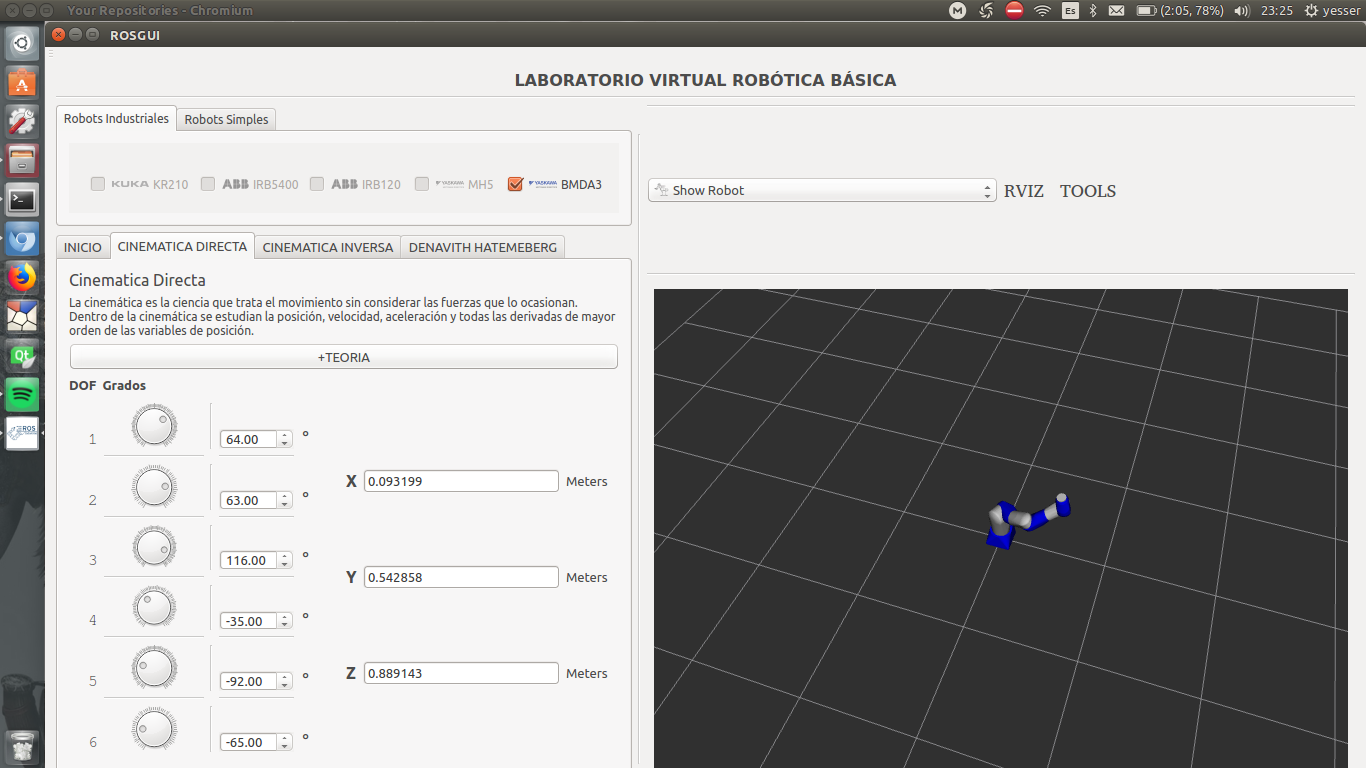 Your Repositories - Chromium
M
Es
(2:05, 78%)
23:25
yesser
ROSGUI
LABORATORIO VIRTUAL ROBÓTICA BÁSICA
Robots Industriales
Robots Simples
KUKA KR210
ABB IRB5400
ABB IRB120
YASKAWA MH5
YASKAWA BMDA3
Show Robot
RVIZ
TOOLS
INICIO
CINEMATICA DIRECTA
CINEMATICA INVERSA
DENAVITH HATEMEBERG
Cinematica Directa
La cinemática es la ciencia que trata el movimiento sin considerar las fuerzas que lo ocasionan.
Dentro de la cinemática se estudian la posición, velocidad, aceleración y todas las derivadas de mayor
orden de las variables de posición.
+TEORIA
DOF Grados
1 64.00 °
2 63.00 °
3 116.00 °
4 -35.00 °
5 -92.00 °
6 -65.00 °
X 0.093199 Meters
Y 0.542858 Meters
Z 0.889143 Meters
Qt
ROS